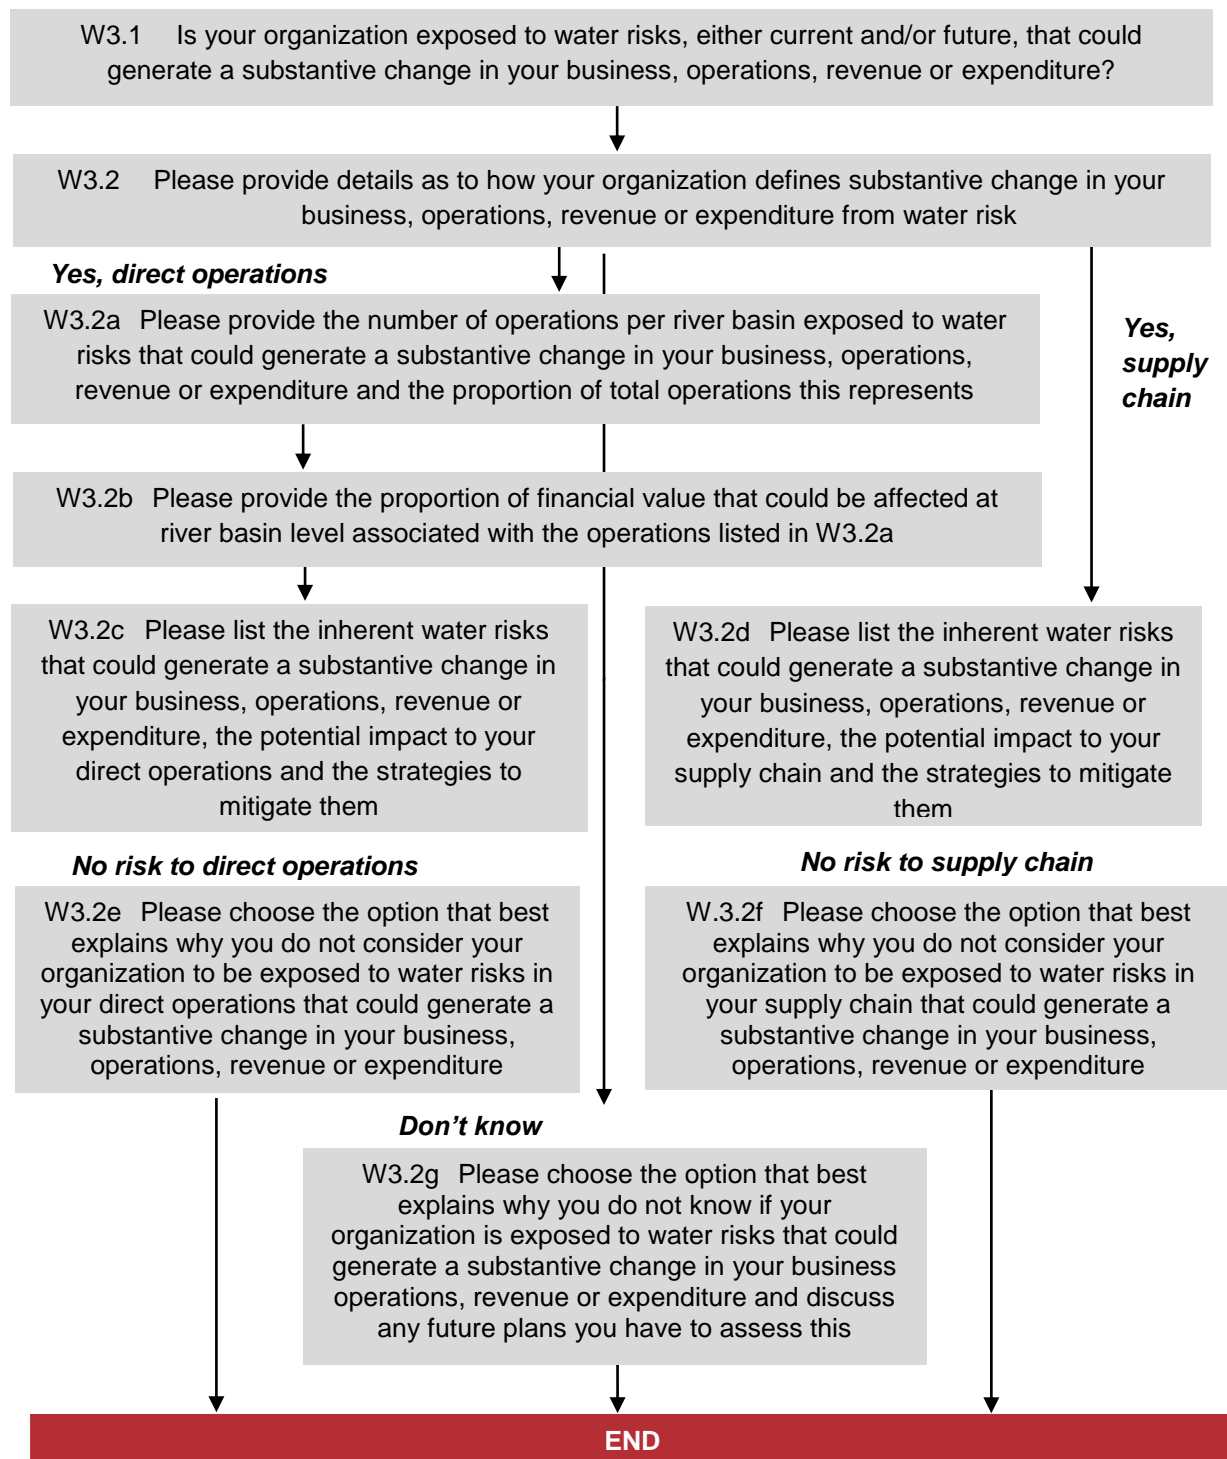 W3.1 Is your organization exposed to water risks, either current and/or future, that could
generate a substantive change in your business, operations, revenue or expenditure?
W3.2 Please provide details as to how your organization defines substantive change in your
business, operations, revenue or expenditure from water risk
Yes, direct operations
W3.2a Please provide the number of operations per river basin exposed to water
risks that could generate a substantive change in your business, operations,
revenue or expenditure and the proportion of total operations this represents
Yes,
supply
chain
W3.2b Please provide the proportion of financial value that could be affected at
river basin level associated with the operations listed in W3.2a
W3.2c Please list the inherent water risks
that could generate a substantive change in
your business, operations, revenue or
expenditure, the potential impact to your
direct operations and the strategies to
mitigate them
W3.2d Please list the inherent water risks
that could generate a substantive change in
your business, operations, revenue or
expenditure, the potential impact to your
supply chain and the strategies to mitigate
them
No risk to direct operations
W3.2e Please choose the option that best
explains why you do not consider your
organization to be exposed to water risks in
your direct operations that could generate a
substantive change in your business,
operations, revenue or expenditure
No risk to supply chain
W.3.2f Please choose the option that best
explains why you do not consider your
organization to be exposed to water risks in
your supply chain that could generate a
substantive change in your business,
operations, revenue or expenditure
Don't know
W3.2g Please choose the option that best
explains why you do not know if your
organization is exposed to water risks that could
generate a substantive change in your business
operations, revenue or expenditure and discuss
any future plans you have to assess this
END